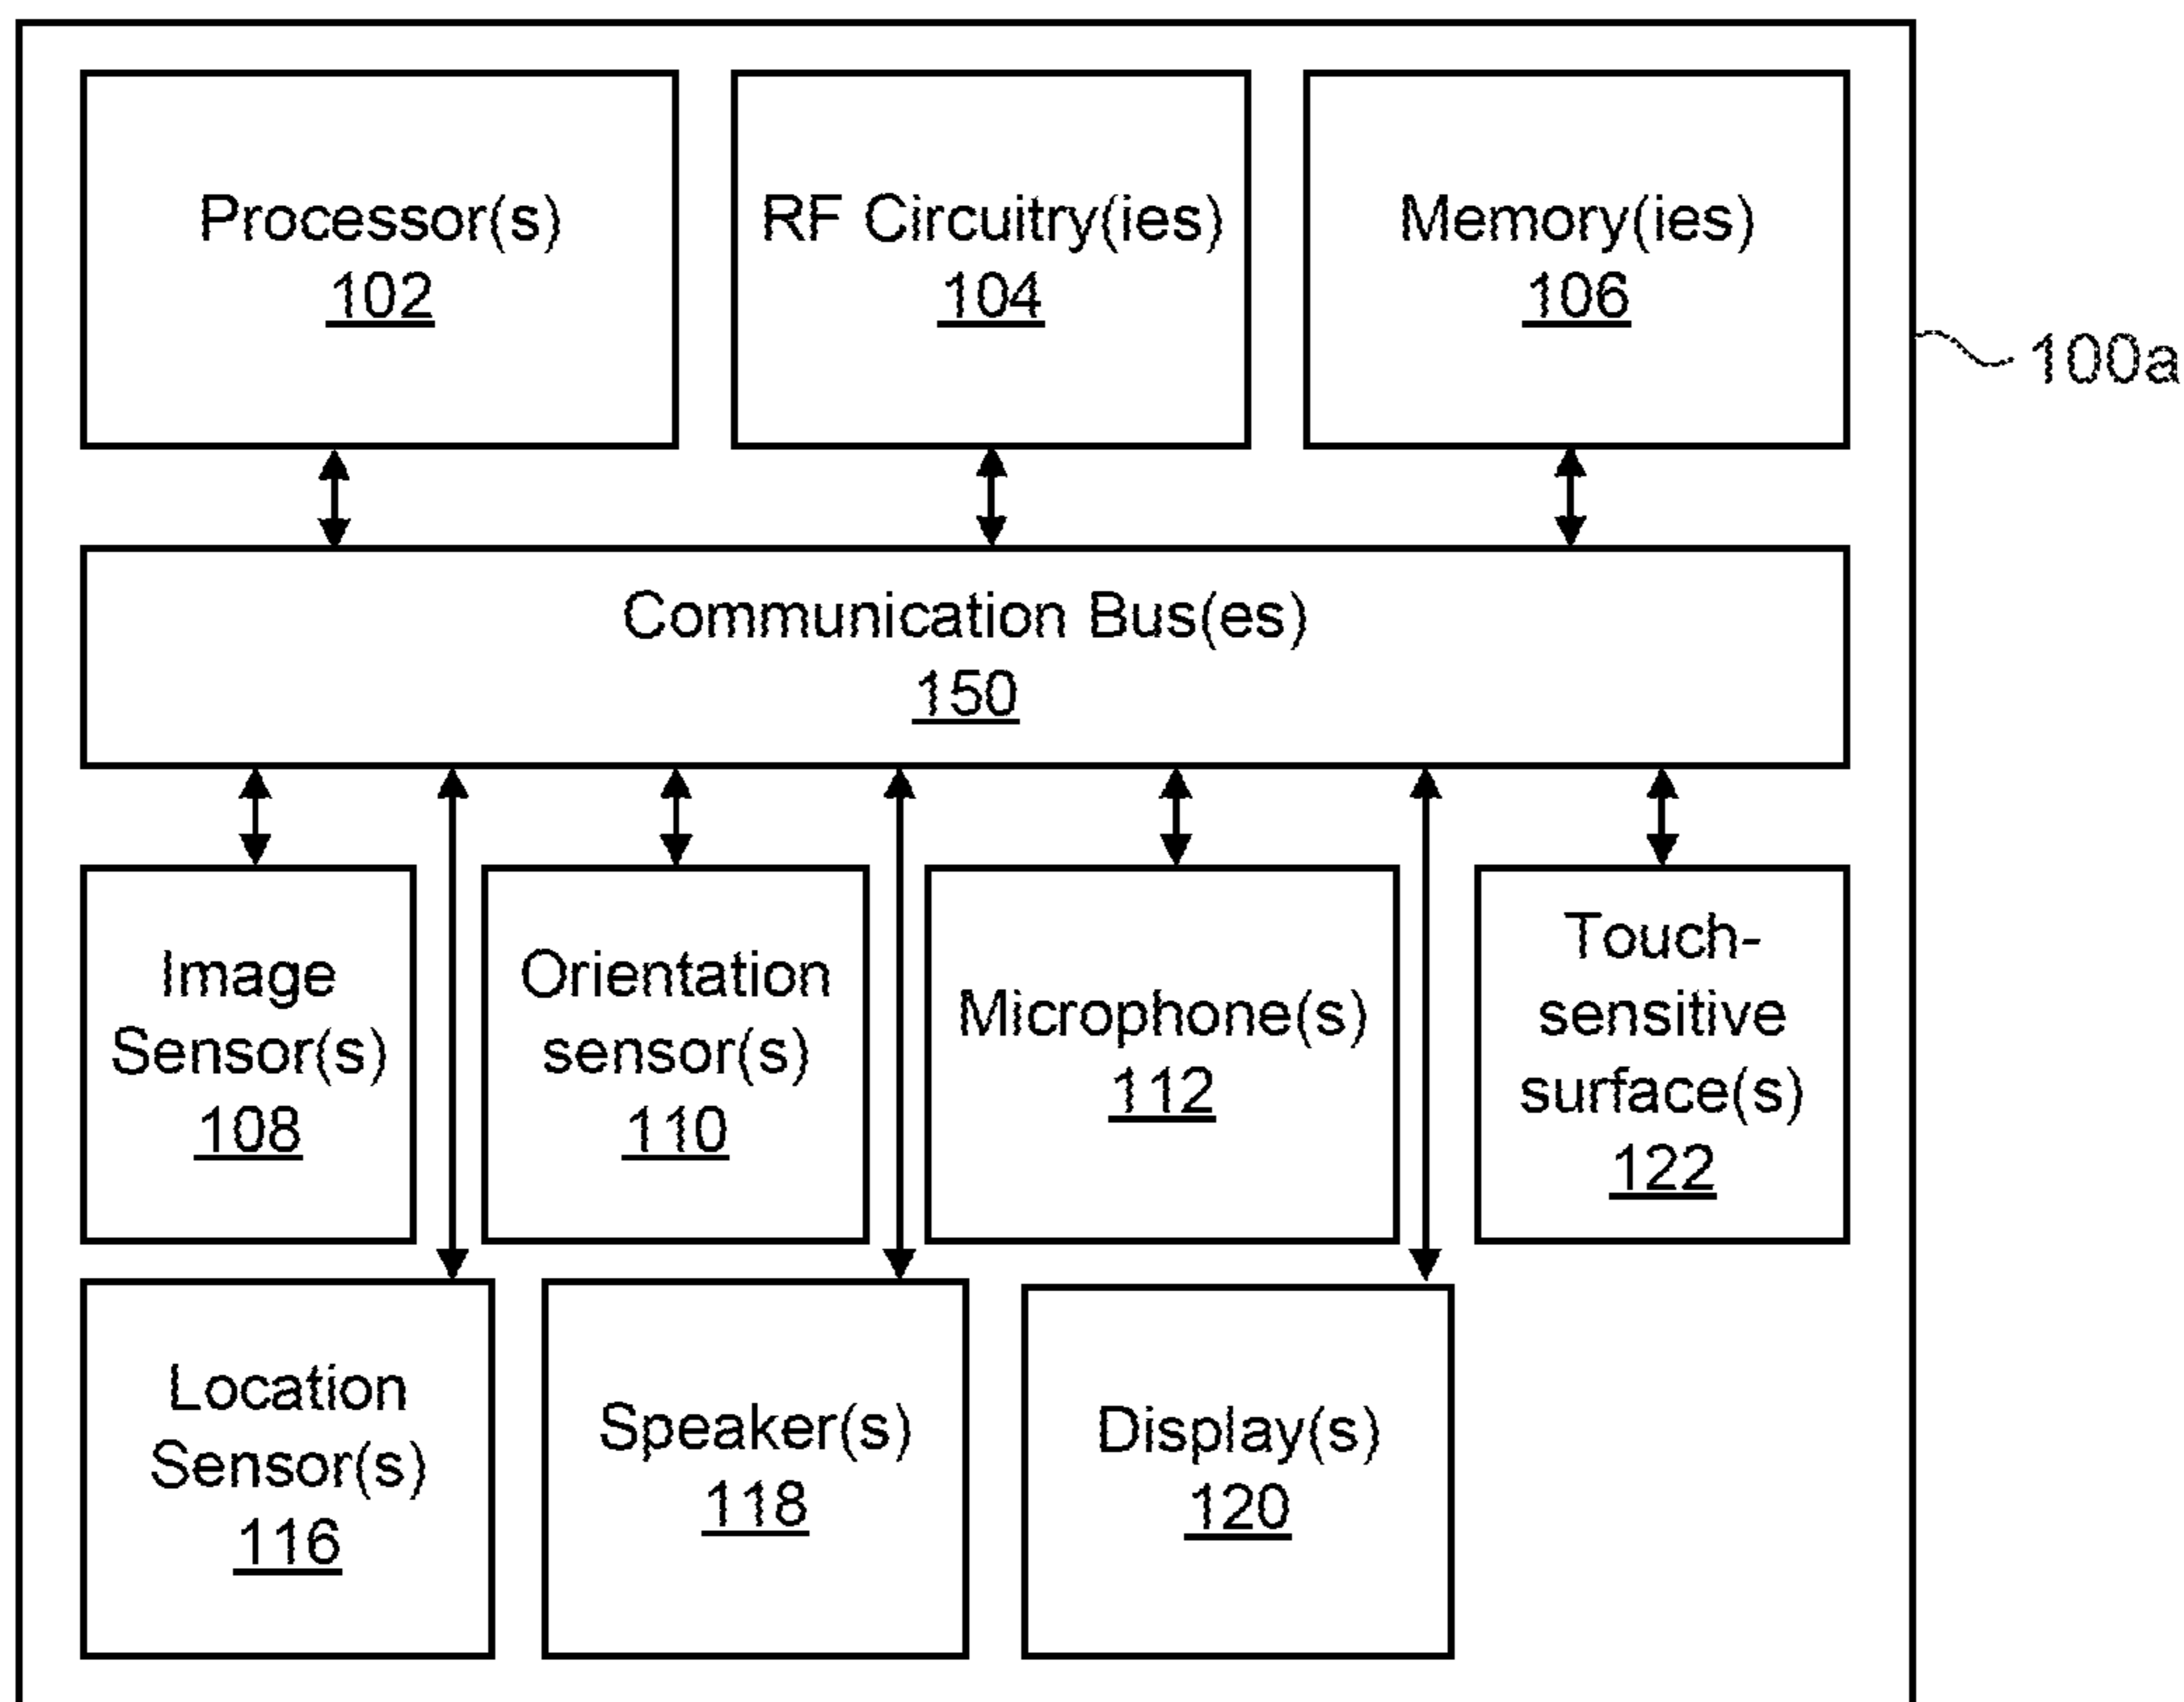 Processor(s)
102
RF Circuitry(ies)
104
Memory(ies)
106
100a
Communication Bus(es)
150
Image
Sensor(s)
108
Orientation
sensor(s)
110
Microphone(s)
112
Touch-
sensitive
surface(s)
122
Location
Sensor(s)
116
Speaker(s)
118
Display(s)
120